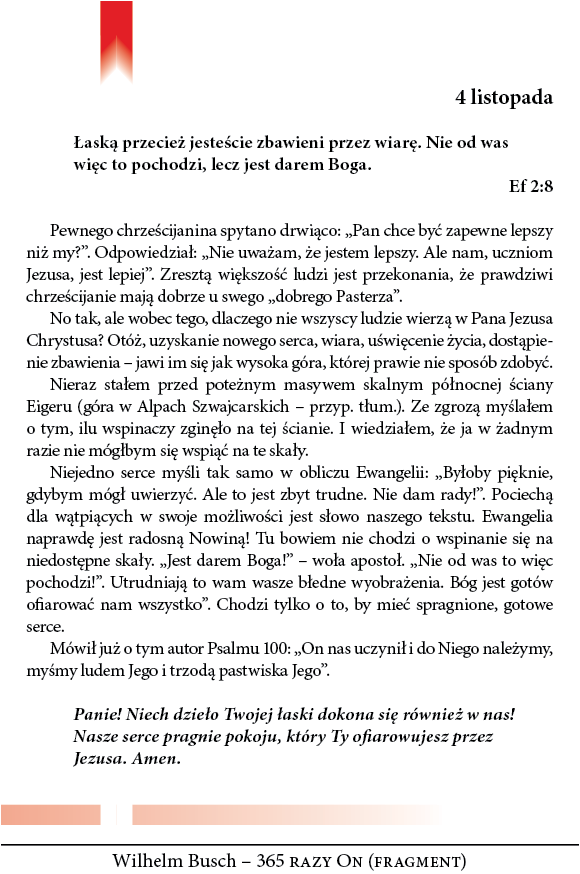 4 listopada
Łaską przecież jesteście zbawieni przez wiarę. Nie od was
więc to pochodzi, lecz jest darem Boga.
Ef 2:8
Pewnego chrześcijanina spytano drwiąco: „Pan chce być zapewne lepszy
niż my?”. Odpowiedział: „Nie uważam, że jestem lepszy. Ale nam, uczniom
Jezusa, jest lepiej”. Zresztą większość ludzi jest przekonania, że prawdziwi
chrześcijanie mają dobrze u swego „dobrego Pasterza”.
No tak, ale wobec tego, dlaczego nie wszyscy ludzie wierzą w Pana Jezusa
Chrystusa? Otóż, uzyskanie nowego serca, wiara, uświęcenie życia, dostąpie-
nie zbawienia – jawi im się jak wysoka góra, której prawie nie sposób zdobyć.
Nieraz stałem przed poteżnym masywem skalnym północnej ściany
Eigeru (góra w Alpach Szwajcarskich – przyp. tłum.). Ze zgrozą myślałem
o tym, ilu wspinaczy zginęło na tej ścianie. I wiedziałem, że ja w żadnym
razie nie mógłbym się wspiąć na te skały.
Niejedno serce myśli tak samo w obliczu Ewangelii: „Byłoby pięknie,
gdybym mógł uwierzyć. Ale to jest zbyt trudne. Nie dam rady!”. Pociechą
dla wątpiących w swoje możliwości jest słowo naszego tekstu. Ewangelia
naprawdę jest radosną Nowiną! Tu bowiem nie chodzi o wspinanie się na
niedostępne skały. „Jest darem Boga!” – woła apostoł. „Nie od was to więc
pochodzi!”. Utrudniają to wam wasze błedne wyobrażenia. Bóg jest gotów
ofiarować nam wszystko”. Chodzi tylko o to, by mieć spragnione, gotowe
serce.
Mówił już o tym autor Psalmu 100: „On nas uczynił i do Niego należymy,
myśmy ludem Jego i trzodą pastwiska Jego”.
Panie! Niech dzieło Twojej łaski dokona się również w nas!
Nasze serce pragnie pokoju, który Ty ofiarowujesz przez
Jezusa. Amen.
Wilhelm Busch – 365 razy On (fragment)